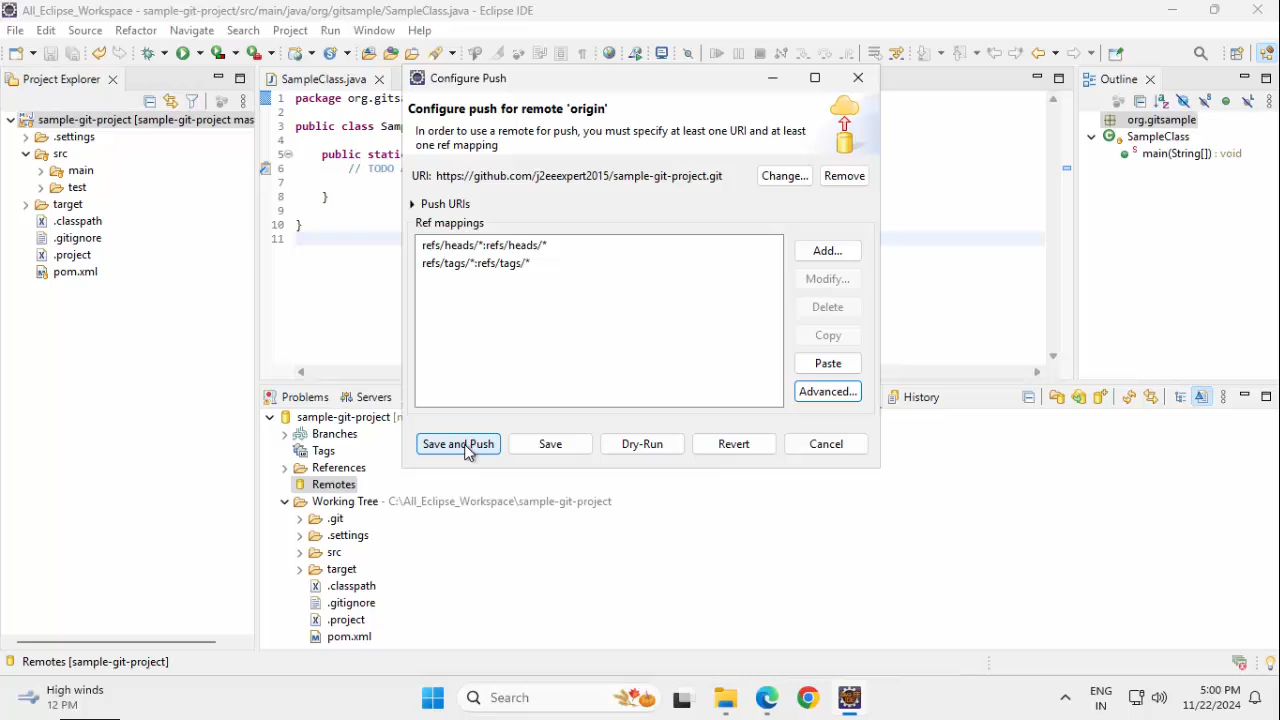 All_Eclipse_Workspace - sample-git-project/src/main/java/org/gitsample/SampleClass.java - Eclipse IDE
File Edit Source Refactor Navigate Search Project Run Window Help
Project Explorer
SampleClass.java
Configure Push
Outline
Configure push for remote 'origin'
In order to use a remote for push, you must specify at least one URI and at least
one ref mapping
URI: https://github.com/j2eeexpert2015/sample-git-project.git
Change...
Remove
Push URIs
Ref mappings
refs/heads/*:refs/heads/*
refs/tags/*:refs/tags/*
Add...
Modify...
Delete
Copy
Paste
Advanced...
Save and Push
Save
Dry-Run
Revert
Cancel
sample-git-project [sample-git-project mas
.settings
src
main
test
target
.classpath
.gitignore
.project
pom.xml
1 package org.gits
2
3 public class Sam
4
5 public stati
6 // TODO
7
8 }
9
10 }
11
org.gitsample
SampleClass
main(String[]) : void
Problems
Servers
History
sample-git-project [
Branches
Tags
References
Remotes
Working Tree - C:\All_Eclipse_Workspace\sample-git-project
.git
.settings
src
target
.classpath
.gitignore
.project
pom.xml
Remotes [sample-git-project]
High winds
12 PM
Search
ENG
IN
5:00 PM
11/22/2024